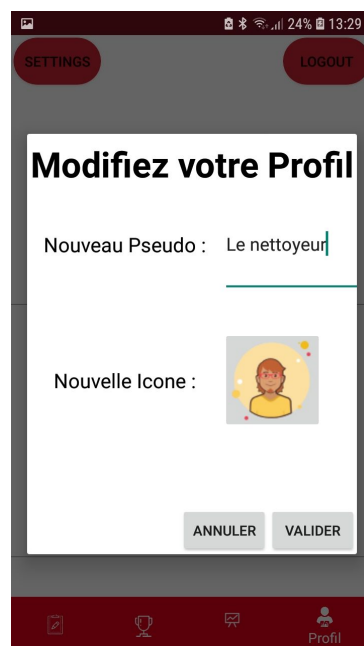 24% 13:29
SETTINGS LOGOUT
Modifiez votre Profil
Nouveau Pseudo : Le nettoyeur
Nouvelle Icone :
ANNULER VALIDER
Profil